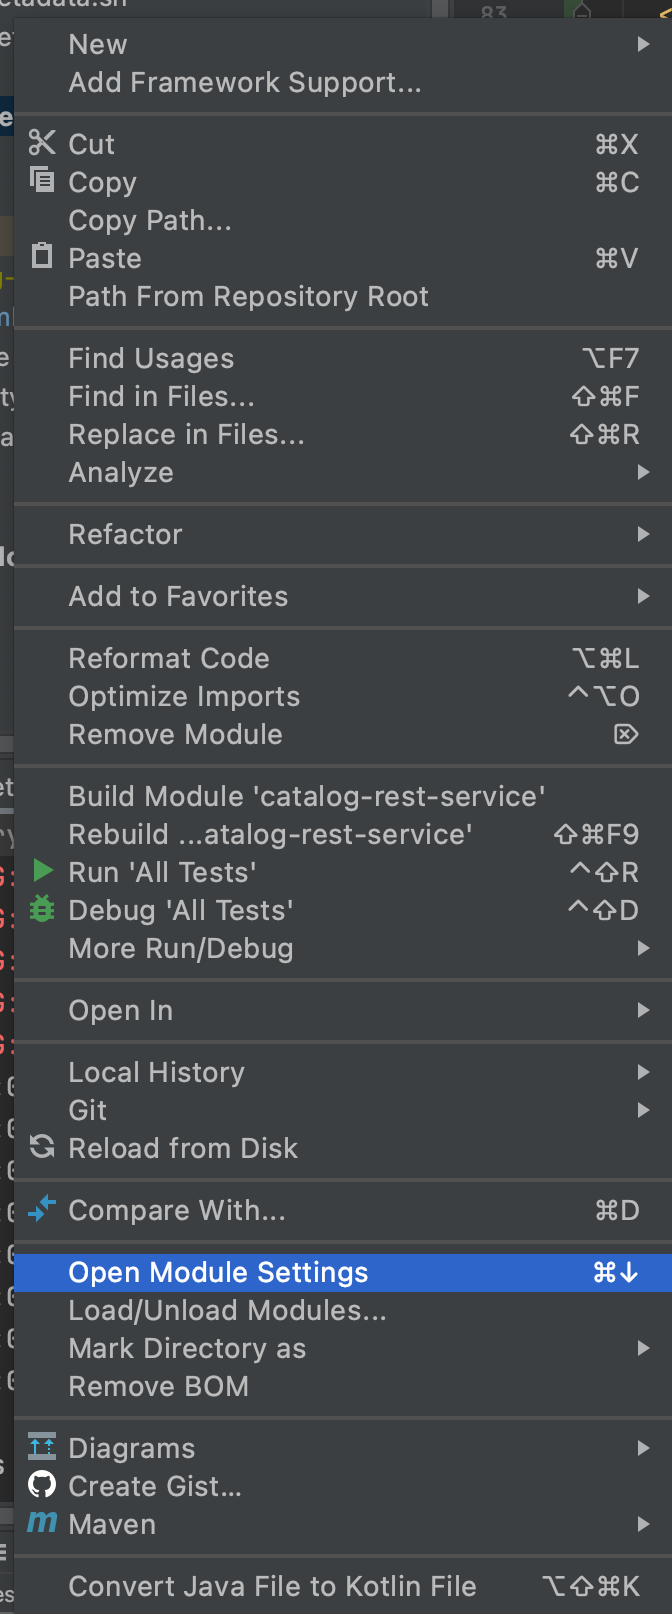 etadata.sh
83
New
Add Framework Support...
Cut ⌘X
Copy ⌘C
Copy Path...
Paste ⌘V
Path From Repository Root
Find Usages ⌥F7
Find in Files... ⇧⌘F
Replace in Files... ⇧⌘R
Analyze
Refactor
Add to Favorites
Reformat Code ⌥⌘L
Optimize Imports ^⌥O
Remove Module ⌦
Build Module 'catalog-rest-service'
Rebuild ...atalog-rest-service' ⇧⌘F9
Run 'All Tests' ^⇧R
Debug 'All Tests' ^⇧D
More Run/Debug
Open In
Local History
Git
Reload from Disk
Compare With... ⌘D
Open Module Settings ⌘↓
Load/Unload Modules...
Mark Directory as
Remove BOM
Diagrams
Create Gist...
Maven
Convert Java File to Kotlin File ⌥⇧⌘K